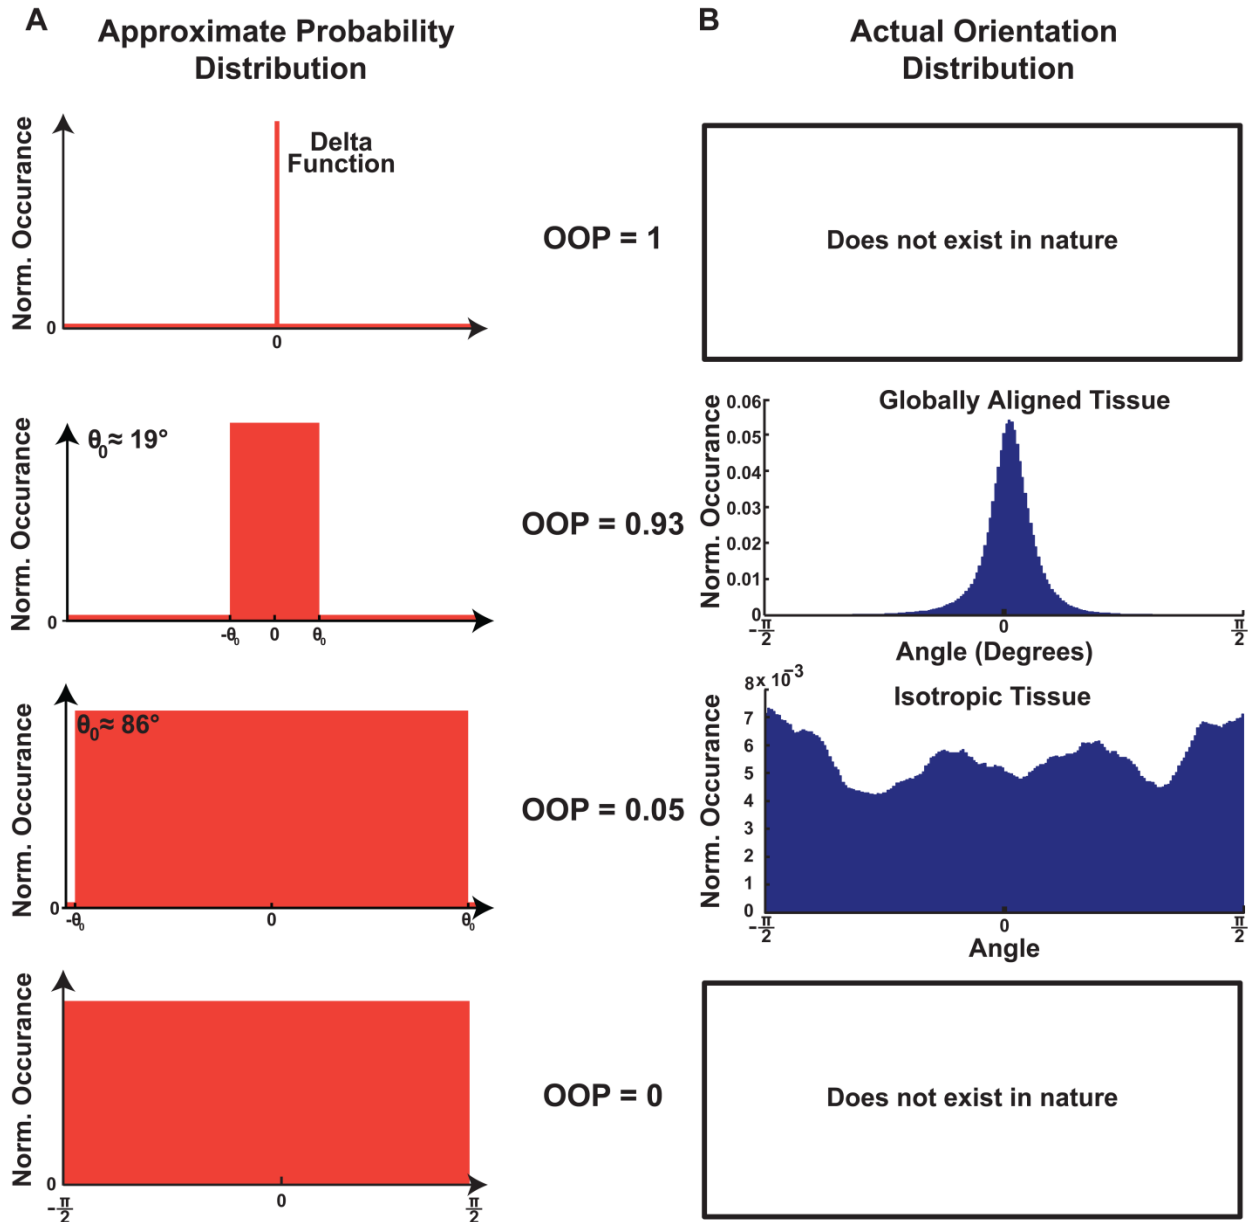 A
Approximate Probability
Distribution
B
Actual Orientation
Distribution
Norm. Occurance
Delta
Function
0
0
OOP = 1
Does not exist in nature
Norm. Occurance
θ₀≈ 19°
0
-θ₀ 0 θ₀
OOP = 0.93
Globally Aligned Tissue
Norm. Occurance
0.06
0.05
0.04
0.03
0.02
0.01
0
-π/2 0 π/2
Angle (Degrees)
Norm. Occurance
θ₀≈ 86°
0
-θ₀ 0 θ₀
OOP = 0.05
8x 10⁻³
Isotropic Tissue
Norm. Occurance
7
6
5
4
3
2
1
0
-π/2 0 π/2
Angle
Norm. Occurance
0
-π/2 0 π/2
OOP = 0
Does not exist in nature